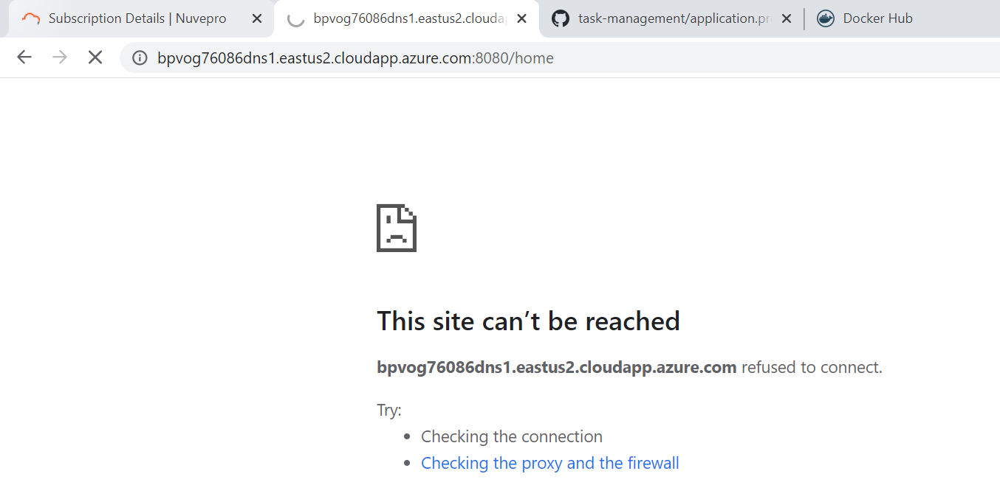 Subscription Details | Nuvepro
bpvog76086dns1.eastus2.cloudap
task-management/application.pr
Docker Hub
bpvog76086dns1.eastus2.cloudapp.azure.com:8080/home
This site can’t be reached
bpvog76086dns1.eastus2.cloudapp.azure.com refused to connect.
Try:
• Checking the connection
• Checking the proxy and the firewall